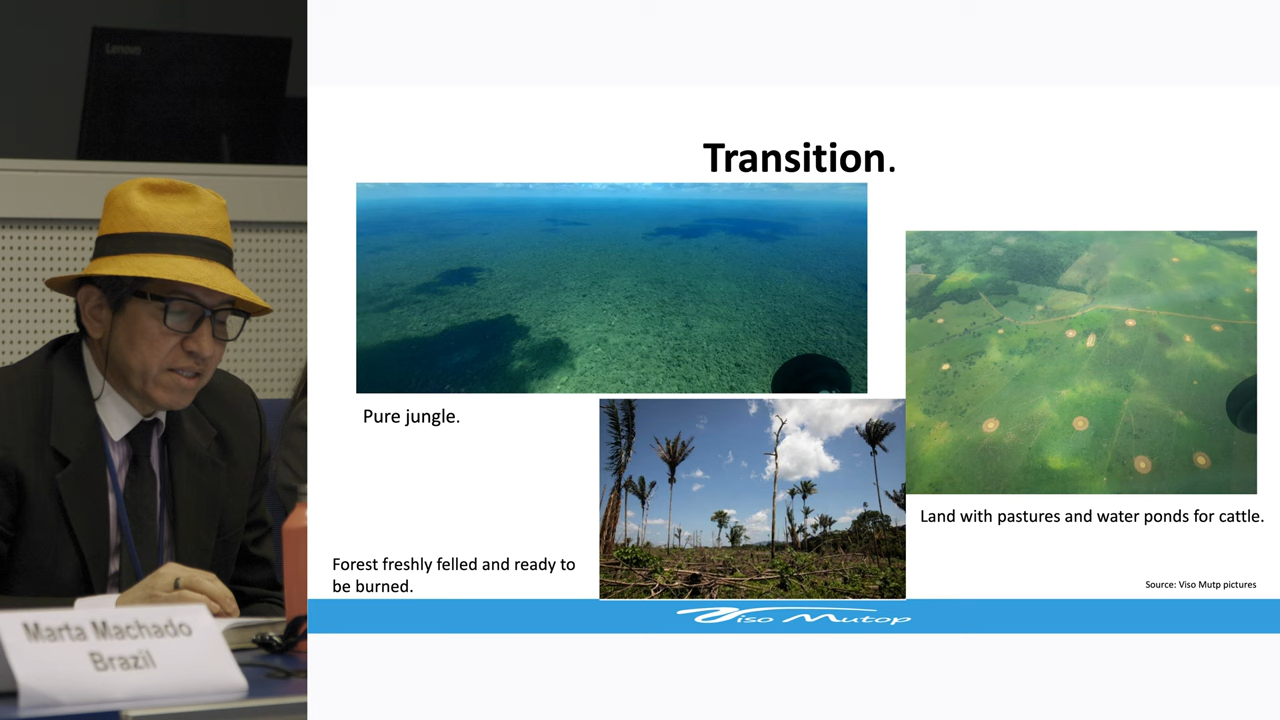 Lenovo
Transition.
Pure jungle.
Forest freshly felled and ready to
be burned.
Land with pastures and water ponds for cattle.
Source: Viso Mutp pictures
Viso Mutop
Marta Machado
Brazil